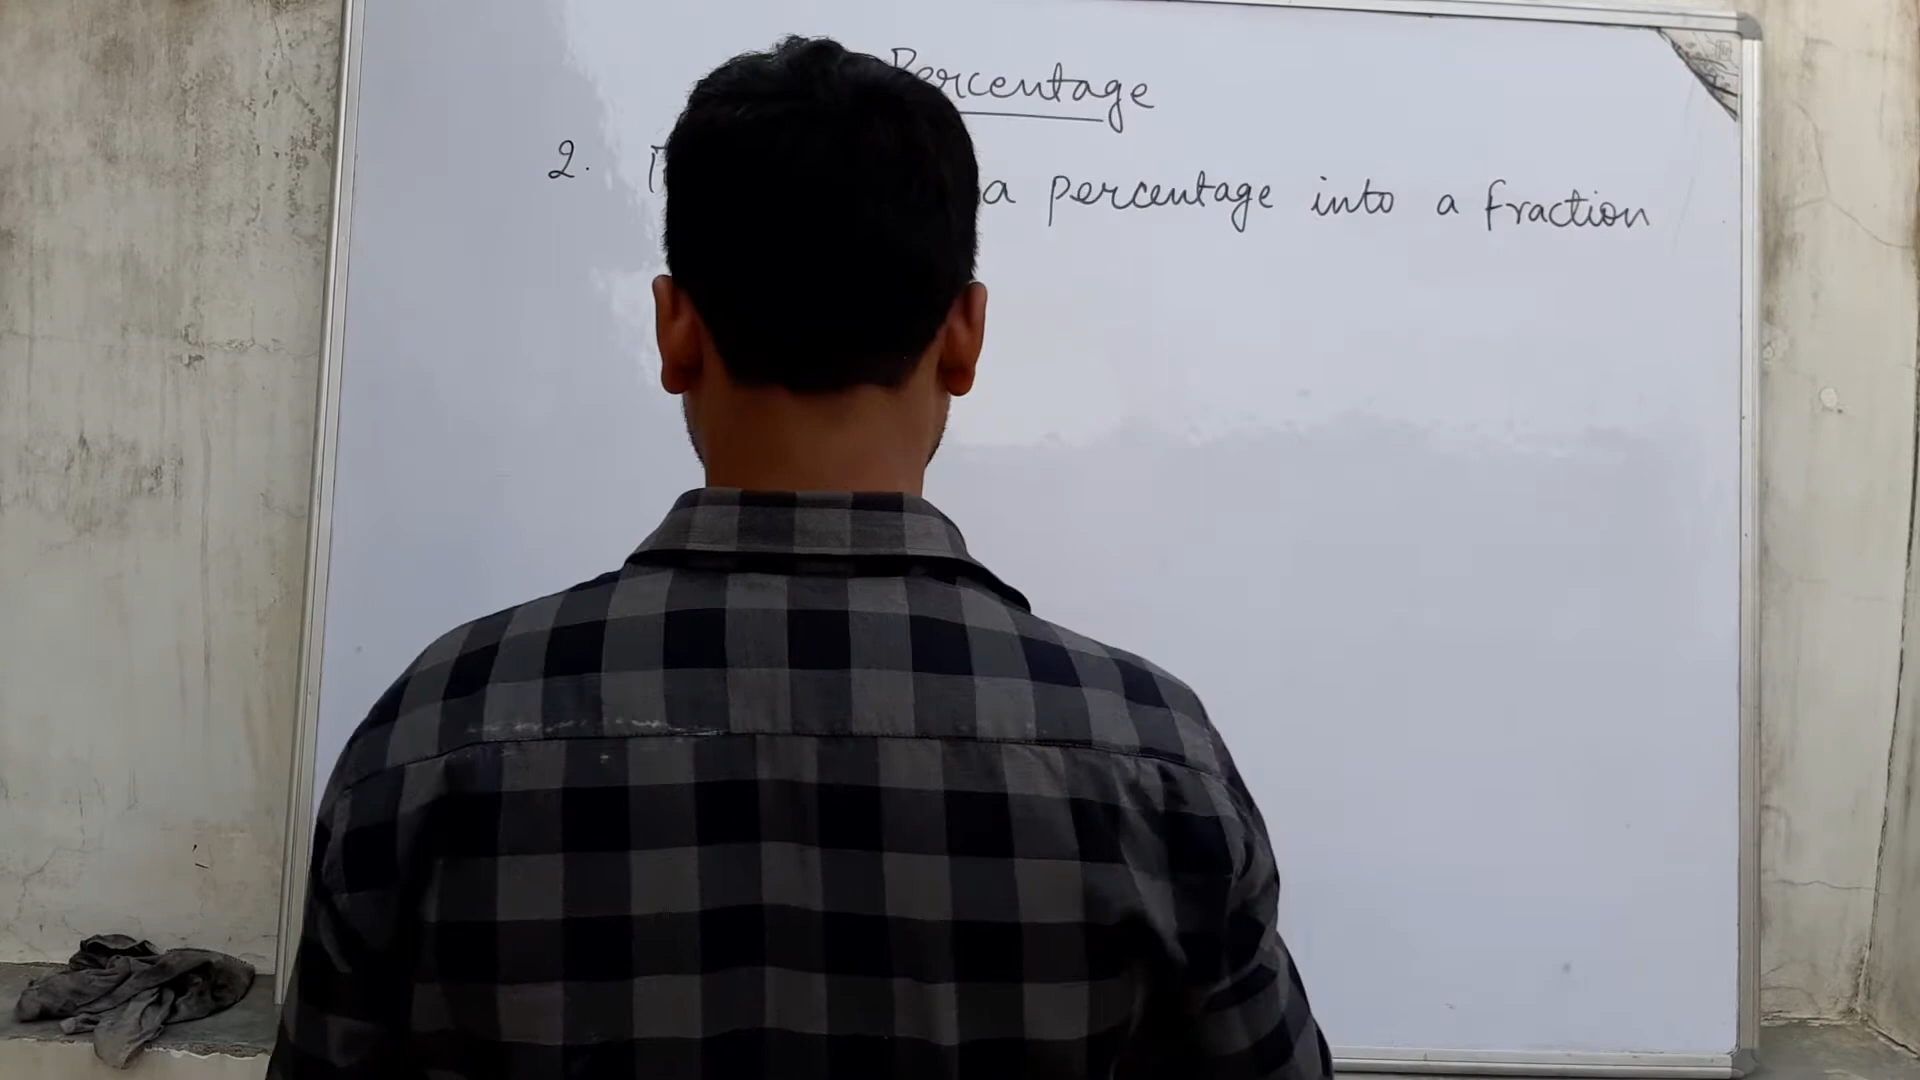 Percentage
2. a percentage into a fraction